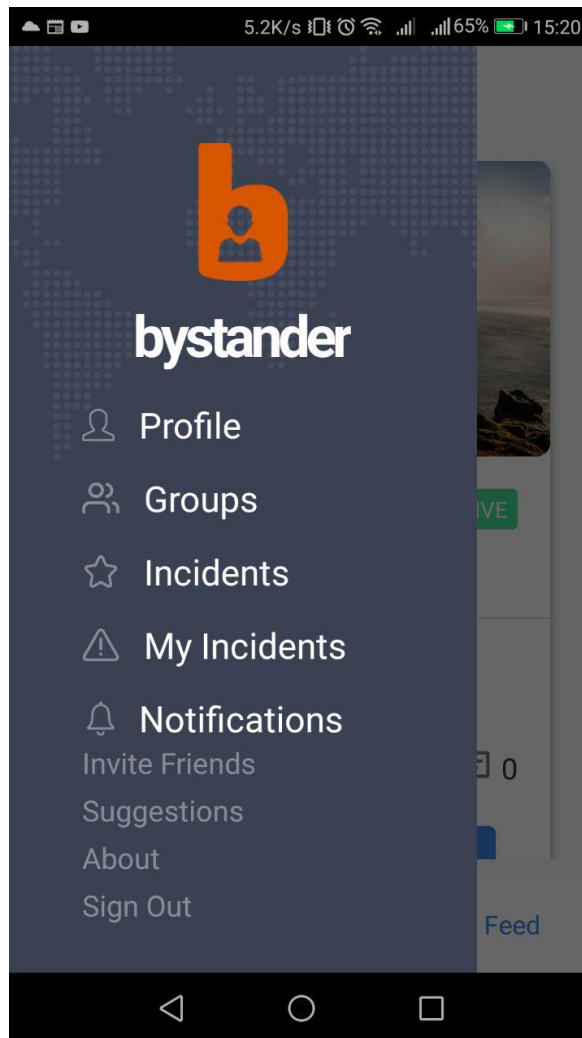 5.2K/s 65% 15:20
bystander
Profile
Groups
IVE
Incidents
My Incidents
Notifications
Invite Friends
0
Suggestions
About
Sign Out
Feed